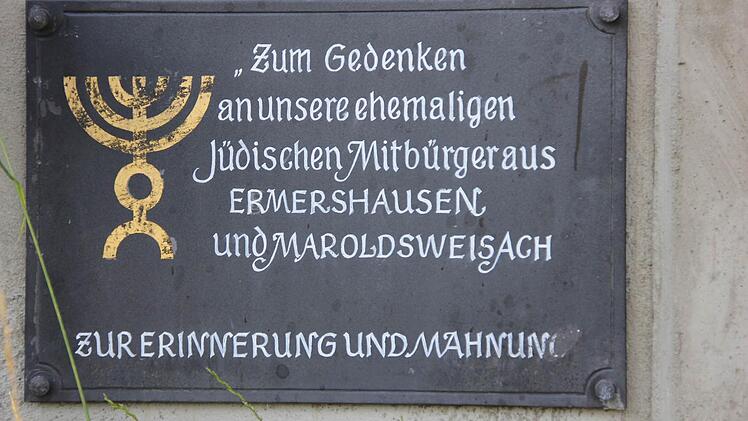 „Zum Gedenken
an unsere ehemaligen
Jüdischen Mitbürger aus
ERMERSHAUSEN
und MAROLDSWEISACH
ZUR ERINNERUNG UND MAHNUNG